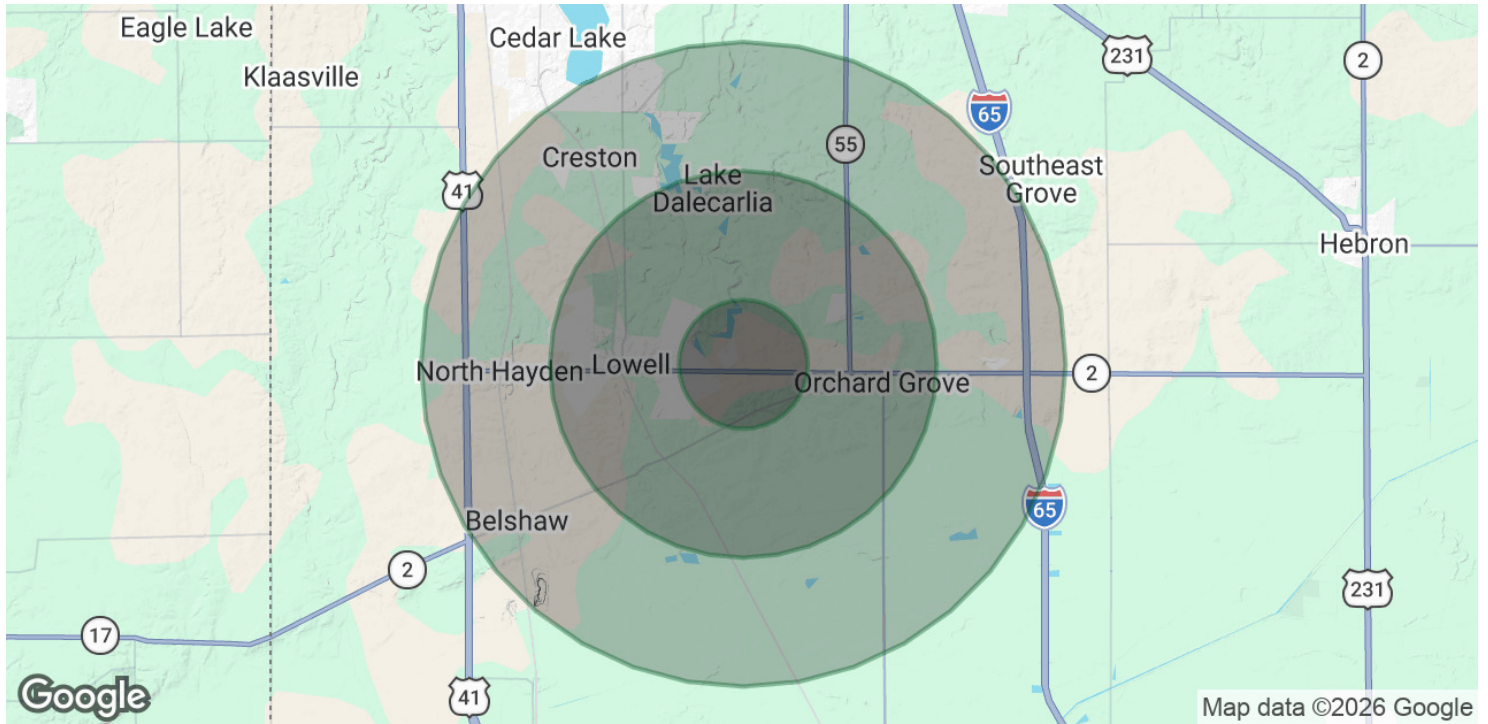 Eagle Lake
Cedar Lake
231
2
Klaasville
65
55
Creston
Southeast
Grove
41
Lake
Dalecarlia
Hebron
North Hayden
Lowell
Orchard Grove
2
65
Belshaw
2
231
17
41
Google
Map data ©2026 Google